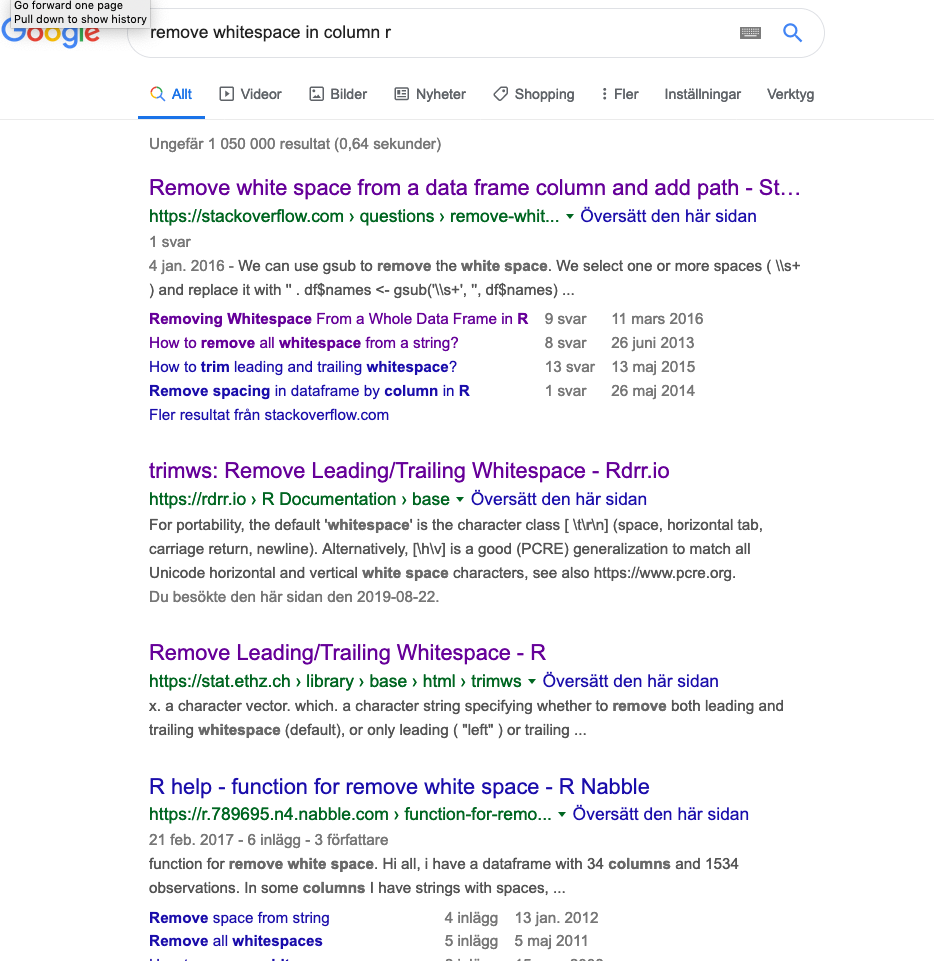 Go forward one page
Pull down to show history
Google
remove whitespace in column r
Allt Videor Bilder Nyheter Shopping Fler Inställningar Verktyg
Ungefär 1 050 000 resultat (0,64 sekunder)
Remove white space from a data frame column and add path - St...
https://stackoverflow.com › questions › remove-whit... Översätt den här sidan
1 svar
4 jan. 2016 - We can use gsub to remove the white space. We select one or more spaces ( \\s+
) and replace it with '' . df$names <- gsub('\\s+', '', df$names) ...
Removing Whitespace From a Whole Data Frame in R 9 svar 11 mars 2016
How to remove all whitespace from a string? 8 svar 26 juni 2013
How to trim leading and trailing whitespace? 13 svar 13 maj 2015
Remove spacing in dataframe by column in R 1 svar 26 maj 2014
Fler resultat från stackoverflow.com
trimws: Remove Leading/Trailing Whitespace - Rdrr.io
https://rdrr.io › R Documentation › base Översätt den här sidan
For portability, the default 'whitespace' is the character class [ \t\r\n] (space, horizontal tab,
carriage return, newline). Alternatively, [\h\v] is a good (PCRE) generalization to match all
Unicode horizontal and vertical white space characters, see also https://www.pcre.org.
Du besökte den här sidan den 2019-08-22.
Remove Leading/Trailing Whitespace - R
https://stat.ethz.ch › library › base › html › trimws Översätt den här sidan
x. a character vector. which. a character string specifying whether to remove both leading and
trailing whitespace (default), or only leading ( "left" ) or trailing ...
R help - function for remove white space - R Nabble
https://r.789695.n4.nabble.com › function-for-remo... Översätt den här sidan
21 feb. 2017 - 6 inlägg - 3 författare
function for remove white space. Hi all, i have a dataframe with 34 columns and 1534
observations. In some columns I have strings with spaces, ...
Remove space from string 4 inlägg 13 jan. 2012
Remove all whitespaces 5 inlägg 5 maj 2011